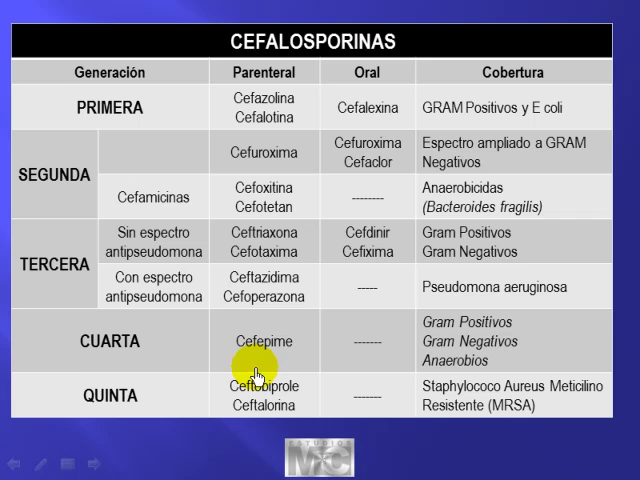 CEFALOSPORINAS
Generación Parenteral Oral Cobertura
PRIMERA
Cefazolina
Cefalotina
Cefalexina
GRAM Positivos y E coli
SEGUNDA
Cefuroxima
Cefuroxima
Cefaclor
Espectro ampliado a GRAM
Negativos
Cefamicinas
Cefoxitina
Cefotetan
--------
Anaerobicidas
(Bacteroides fragilis)
TERCERA
Sin espectro
antipseudomona
Ceftriaxona
Cefotaxima
Cefdinir
Cefixima
Gram Positivos
Gram Negativos
Con espectro
antipseudomona
Ceftazidima
Cefoperazona
-----
Pseudomona aeruginosa
CUARTA
Cefepime
-------
Gram Positivos
Gram Negativos
Anaerobios
QUINTA
Ceftobiprole
Ceftalorina
-------
Staphylococo Aureus Meticilino
Resistente (MRSA)
ESTUDIOS
MC